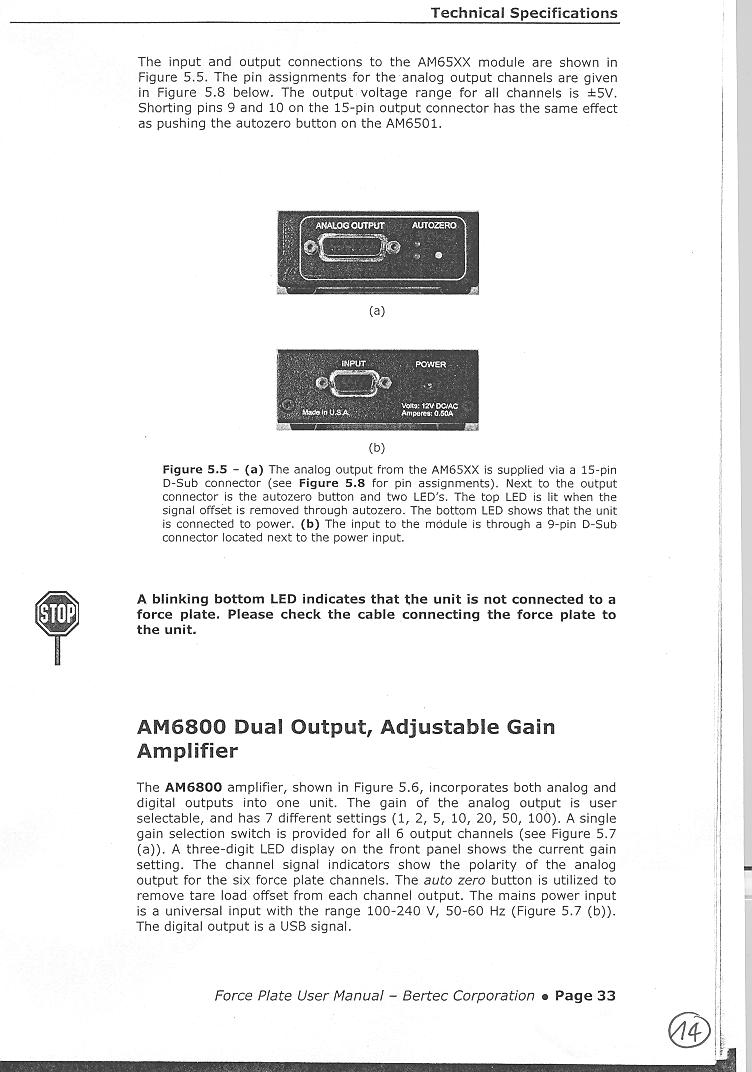 Technical Specifications
The input and output connections to the AM65XX module are shown in
Figure 5.5. The pin assignments for the analog output channels are given
in Figure 5.8 below. The output voltage range for all channels is ±5V.
Shorting pins 9 and 10 on the 15-pin output connector has the same effect
as pushing the autozero button on the AM6501.
ANALOG OUTPUT AUTOZERO
(a)
INPUT POWER
Made in U.S.A. Volts: 12V DC/AC
Amperes: 0.50A
(b)
Figure 5.5 – (a) The analog output from the AM65XX is supplied via a 15-pin
D-Sub connector (see Figure 5.8 for pin assignments). Next to the output
connector is the autozero button and two LED's. The top LED is lit when the
signal offset is removed through autozero. The bottom LED shows that the unit
is connected to power. (b) The input to the module is through a 9-pin D-Sub
connector located next to the power input.
STOP
A blinking bottom LED indicates that the unit is not connected to a
force plate. Please check the cable connecting the force plate to
the unit.
AM6800 Dual Output, Adjustable Gain
Amplifier
The AM6800 amplifier, shown in Figure 5.6, incorporates both analog and
digital outputs into one unit. The gain of the analog output is user
selectable, and has 7 different settings (1, 2, 5, 10, 20, 50, 100). A single
gain selection switch is provided for all 6 output channels (see Figure 5.7
(a)). A three-digit LED display on the front panel shows the current gain
setting. The channel signal indicators show the polarity of the analog
output for the six force plate channels. The auto zero button is utilized to
remove tare load offset from each channel output. The mains power input
is a universal input with the range 100-240 V, 50-60 Hz (Figure 5.7 (b)).
The digital output is a USB signal.
Force Plate User Manual – Bertec Corporation • Page 33
14